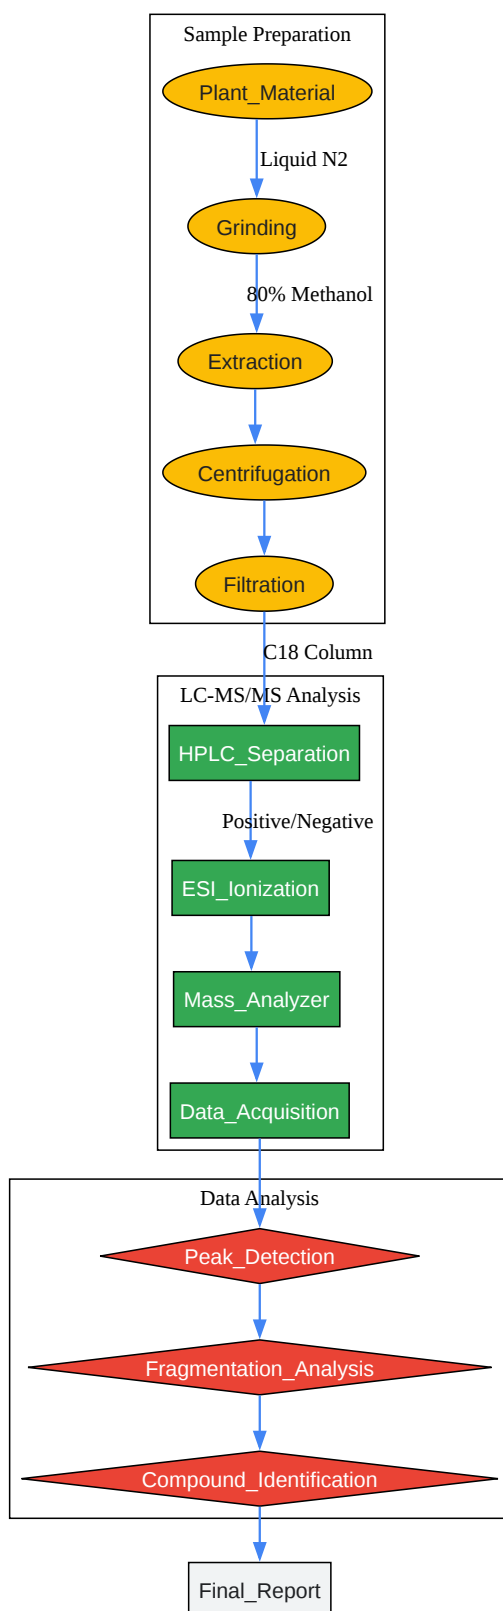 Sample Preparation
Plant_Material
Liquid N2
Grinding
80% Methanol
Extraction
Centrifugation
Filtration
C18 Column
LC-MS/MS Analysis
HPLC_Separation
Positive/Negative
ESI_Ionization
Mass_Analyzer
Data_Acquisition
Data Analysis
Peak_Detection
Fragmentation_Analysis
Compound_Identification
Final_Report